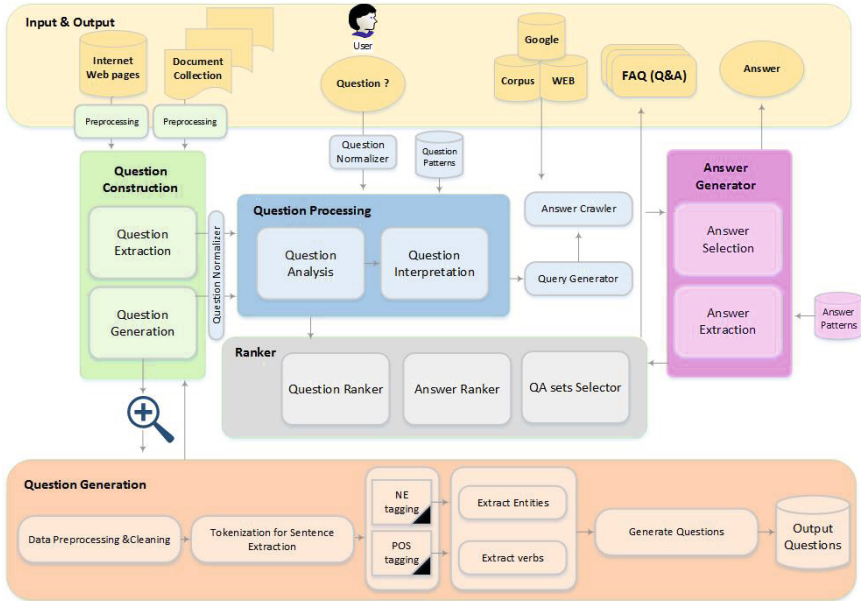 Input & Output
User
Internet
Web pages
Document
Collection
Question ?
Google
Corpus
WEB
FAQ (Q&A)
Answer
Preprocessing
Preprocessing
Question
Normalizer
Question
Patterns
Question
Construction
Question
Extraction
Question
Generation
Question Normalizer
Question Processing
Question
Analysis
Question
Interpretation
Answer Crawler
Query Generator
Answer
Generator
Answer
Selection
Answer
Extraction
Answer
Patterns
Ranker
Question Ranker
Answer Ranker
QA sets Selector
Question Generation
Data Preprocessing &Cleaning
Tokenization for Sentence
Extraction
NE
tagging
POS
tagging
Extract Entities
Extract verbs
Generate Questions
Output
Questions